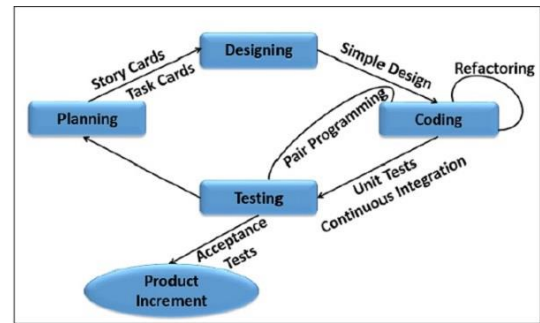 Designing
Story Cards
Task Cards
Simple Design
Refactoring
Planning
Pair Programming
Coding
Testing
Unit Tests
Continuous Integration
Acceptance
Tests
Product
Increment